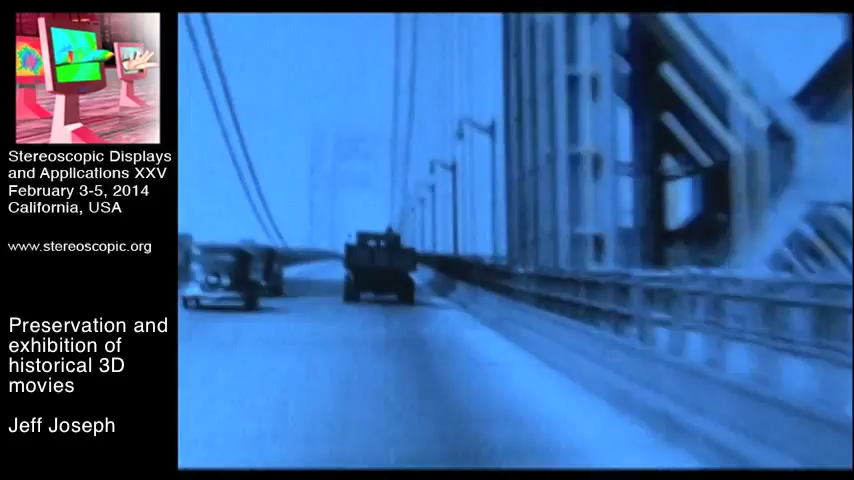 Stereoscopic Displays
and Applications XXV
February 3-5, 2014
California, USA
www.stereoscopic.org
Preservation and
exhibition of
historical 3D
movies
Jeff Joseph